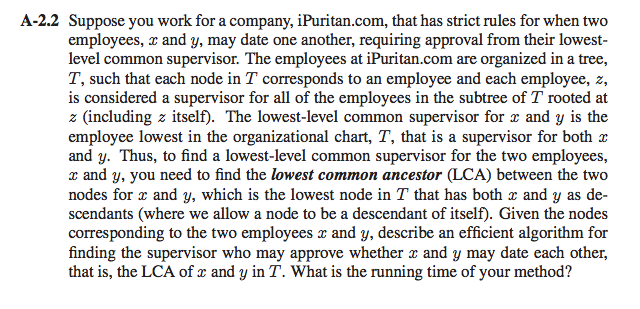 A-2.2 Suppose you work for a company, iPuritan.com, that has strict rules for when two
employees, x and y, may date one another, requiring approval from their lowest-
level common supervisor. The employees at iPuritan.com are organized in a tree,
T, such that each node in T corresponds to an employee and each employee, z,
is considered a supervisor for all of the employees in the subtree of T rooted at
z (including z itself). The lowest-level common supervisor for x and y is the
employee lowest in the organizational chart, T, that is a supervisor for both x
and y. Thus, to find a lowest-level common supervisor for the two employees,
x and y, you need to find the lowest common ancestor (LCA) between the two
nodes for x and y, which is the lowest node in T that has both x and y as de-
scendants (where we allow a node to be a descendant of itself). Given the nodes
corresponding to the two employees x and y, describe an efficient algorithm for
finding the supervisor who may approve whether x and y may date each other,
that is, the LCA of x and y in T. What is the running time of your method?